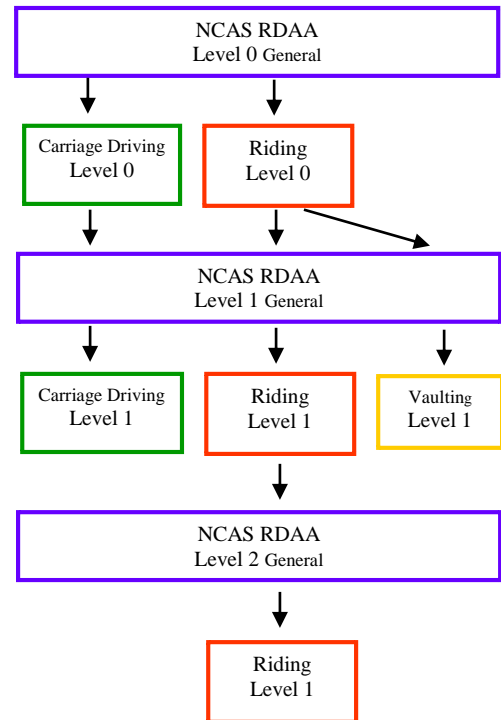 NCAS RDAA
Level 0 General
Carriage Driving
Level 0
Riding
Level 0
NCAS RDAA
Level 1 General
Carriage Driving
Level 1
Riding
Level 1
Vaulting
Level 1
NCAS RDAA
Level 2 General
Riding
Level 1